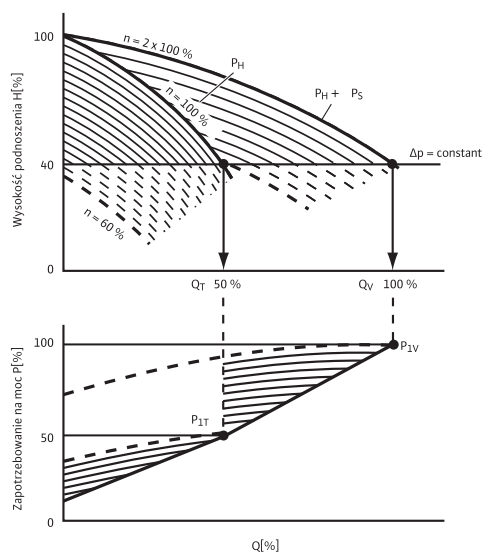 100
n = 2 x 100 %
P_H
P_H + P_S
n = 100 %
Wysokość podnoszenia H[%]
40
Δp = constant
n = 60 %
0
Q_T 50 %
Q_V 100 %
100
P_1V
Zapotrzebowanie na moc P[%]
P_1T
50
0
Q[%]